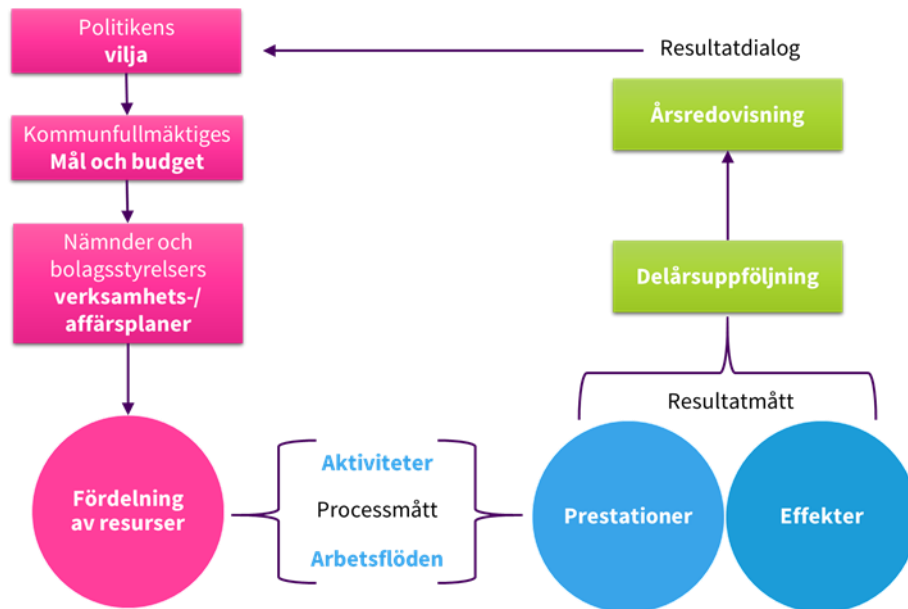 Politikens
vilja
Kommunfullmäktiges
Mål och budget
Nämnder och
bolagsstyrelsers
verksamhets-/
affärsplaner
Fördelning
av resurser
Aktiviteter
Processmått
Arbetsflöden
Prestationer
Effekter
Resultatmått
Delårsuppföljning
Årsredovisning
Resultatdialog